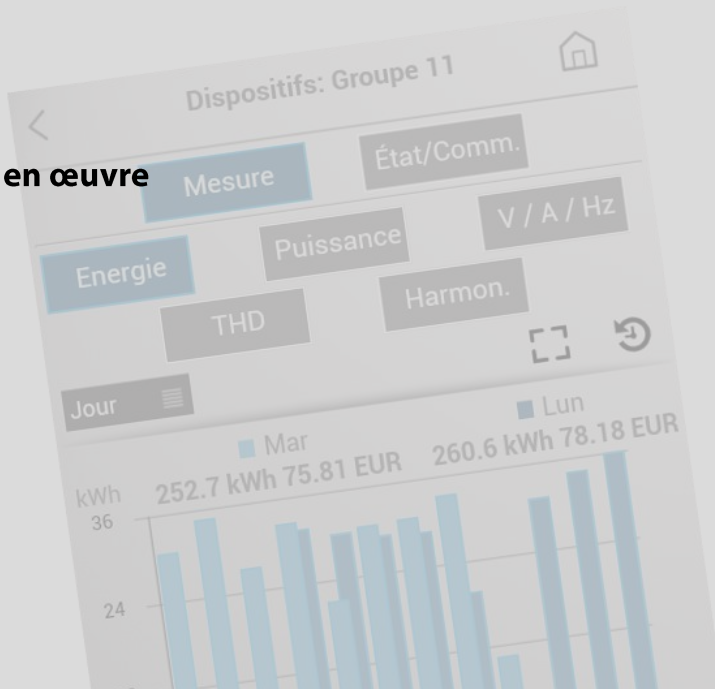 Dispositifs: Groupe 11
en œuvre
Mesure
État/Comm.
Energie
Puissance
V / A / Hz
THD
Harmon.
Jour
Mar
Lun
252.7 kWh 75.81 EUR
260.6 kWh 78.18 EUR
kWh
36
24